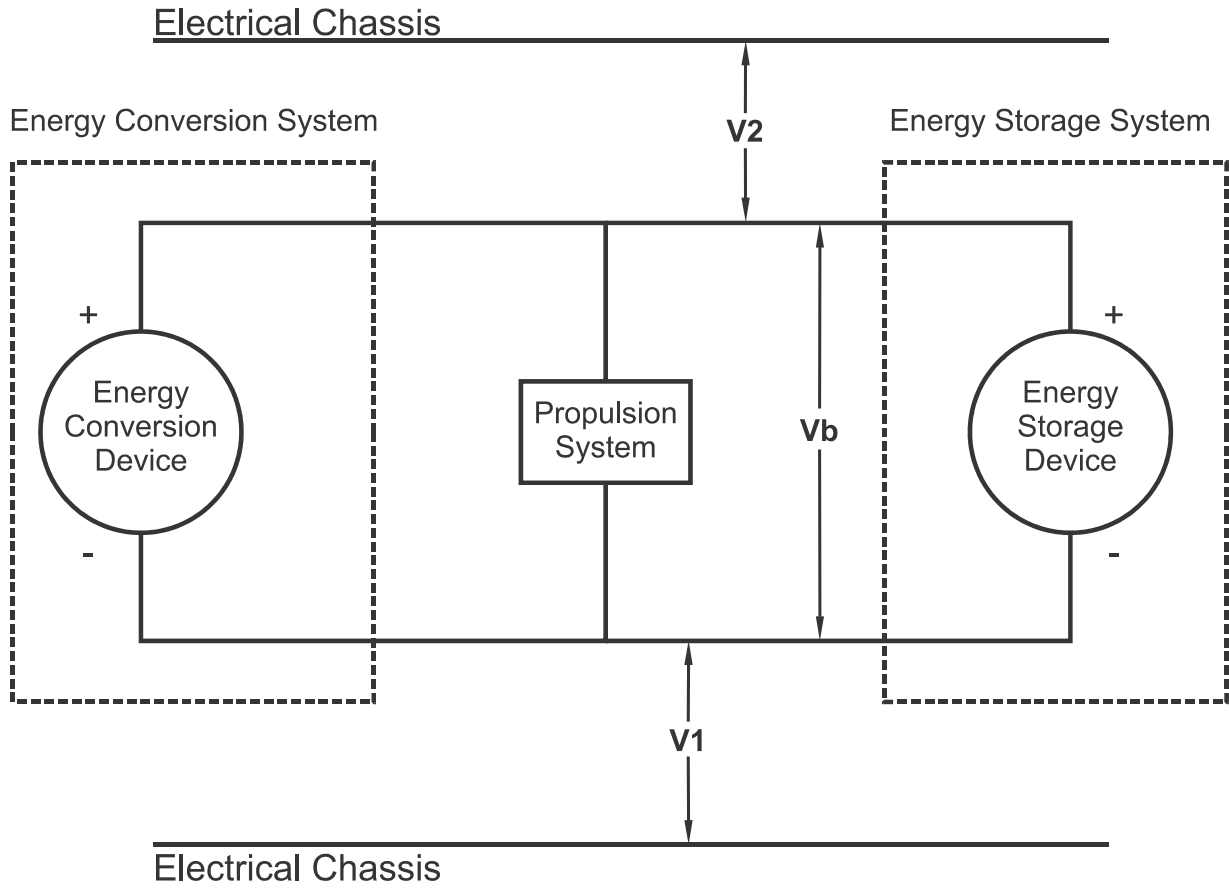 Electrical Chassis
V2
Energy Conversion System
Energy Storage System
+
+
Energy
Conversion
Device
Propulsion
System
Vb
Energy
Storage
Device
-
-
V1
Electrical Chassis